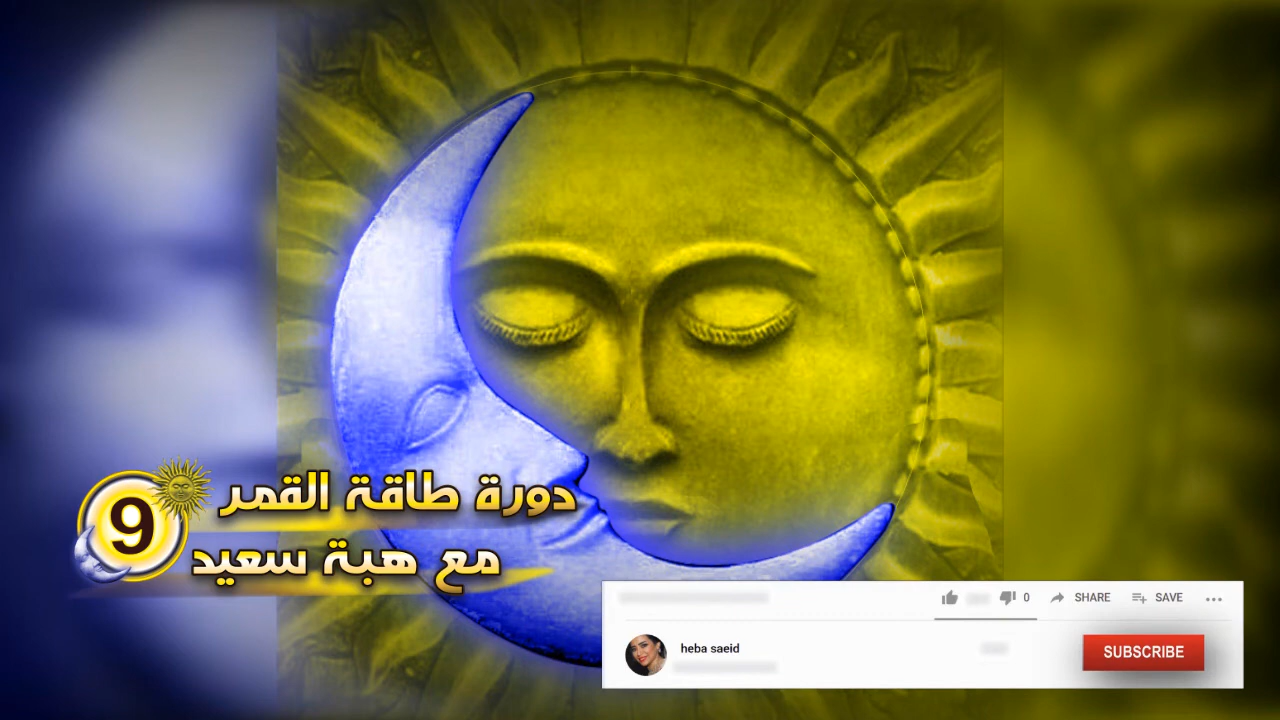 دورة طاقة القمر
9
مع هبة سعيد
0 SHARE SAVE
heba saeid
SUBSCRIBE